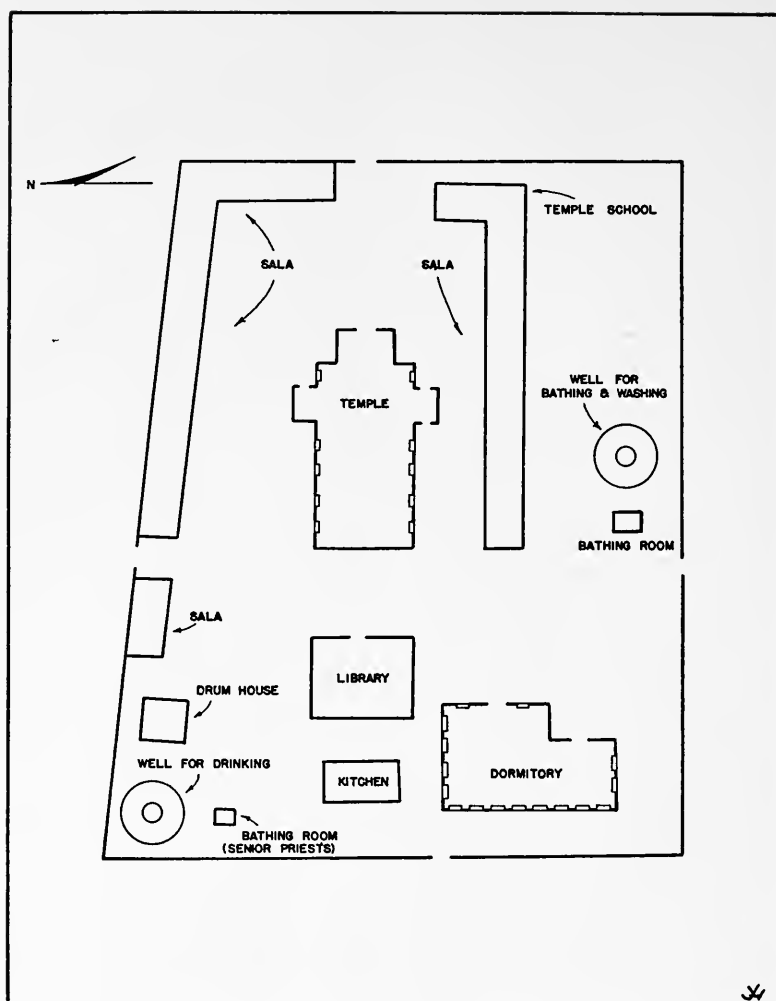 N
TEMPLE SCHOOL
SALA
SALA
WELL FOR
BATHING & WASHING
TEMPLE
BATHING ROOM
SALA
LIBRARY
DRUM HOUSE
WELL FOR DRINKING
KITCHEN
DORMITORY
BATHING ROOM
(SENIOR PRIESTS)